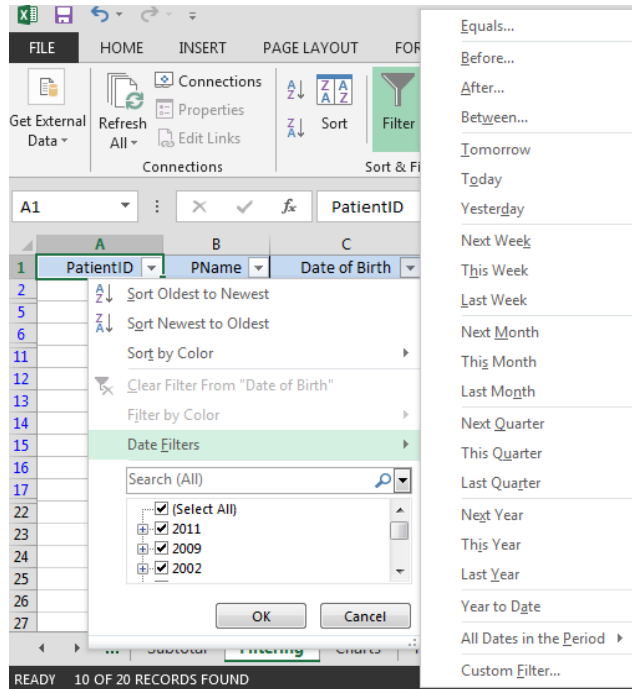 FILE HOME INSERT PAGE LAYOUT FOR
Get External Data
Refresh All
Connections
Properties
Edit Links
Sort
Filter
Connections
Sort & Fi
A1
fx
PatientID
A B C
1 PatientID PName Date of Birth
2
5
6
11
12
13
14
15
16
17
22
23
24
25
26
27
Sort Oldest to Newest
Sort Newest to Oldest
Sort by Color
Clear Filter From "Date of Birth"
Filter by Color
Date Filters
Search (All)
(Select All)
2011
2009
2002
OK Cancel
... Filtering Charts
READY 10 OF 20 RECORDS FOUND
Equals...
Before...
After...
Between...
Tomorrow
Today
Yesterday
Next Week
This Week
Last Week
Next Month
This Month
Last Month
Next Quarter
This Quarter
Last Quarter
Next Year
This Year
Last Year
Year to Date
All Dates in the Period
Custom Filter...